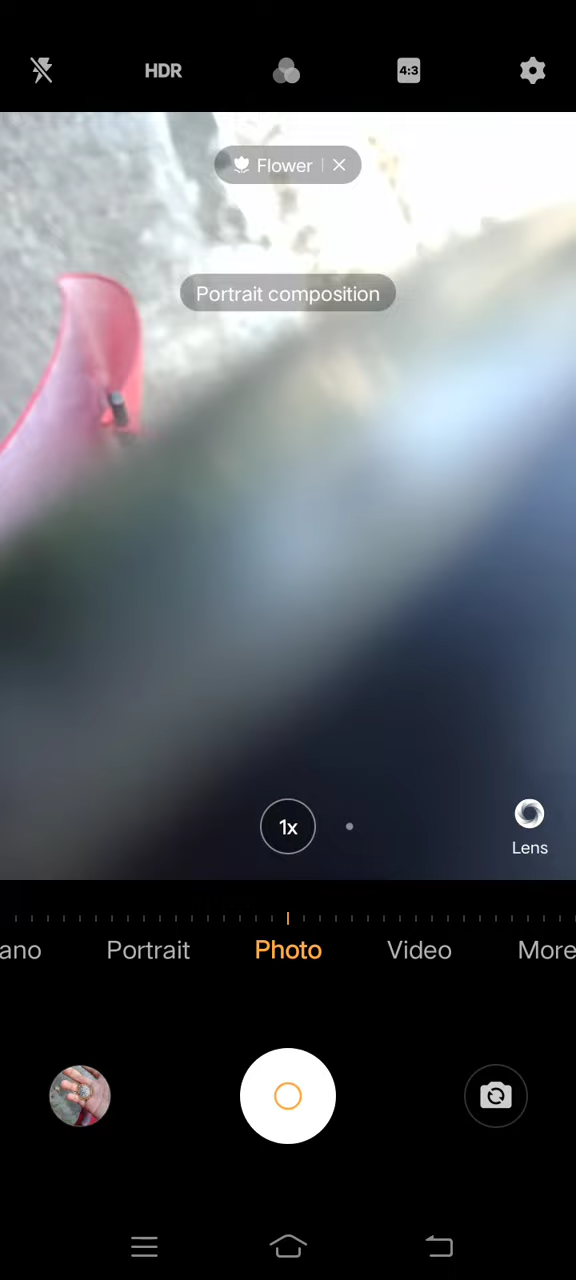 HDR
4:3
Flower
Portrait composition
1x
Lens
ano
Portrait
Photo
Video
More